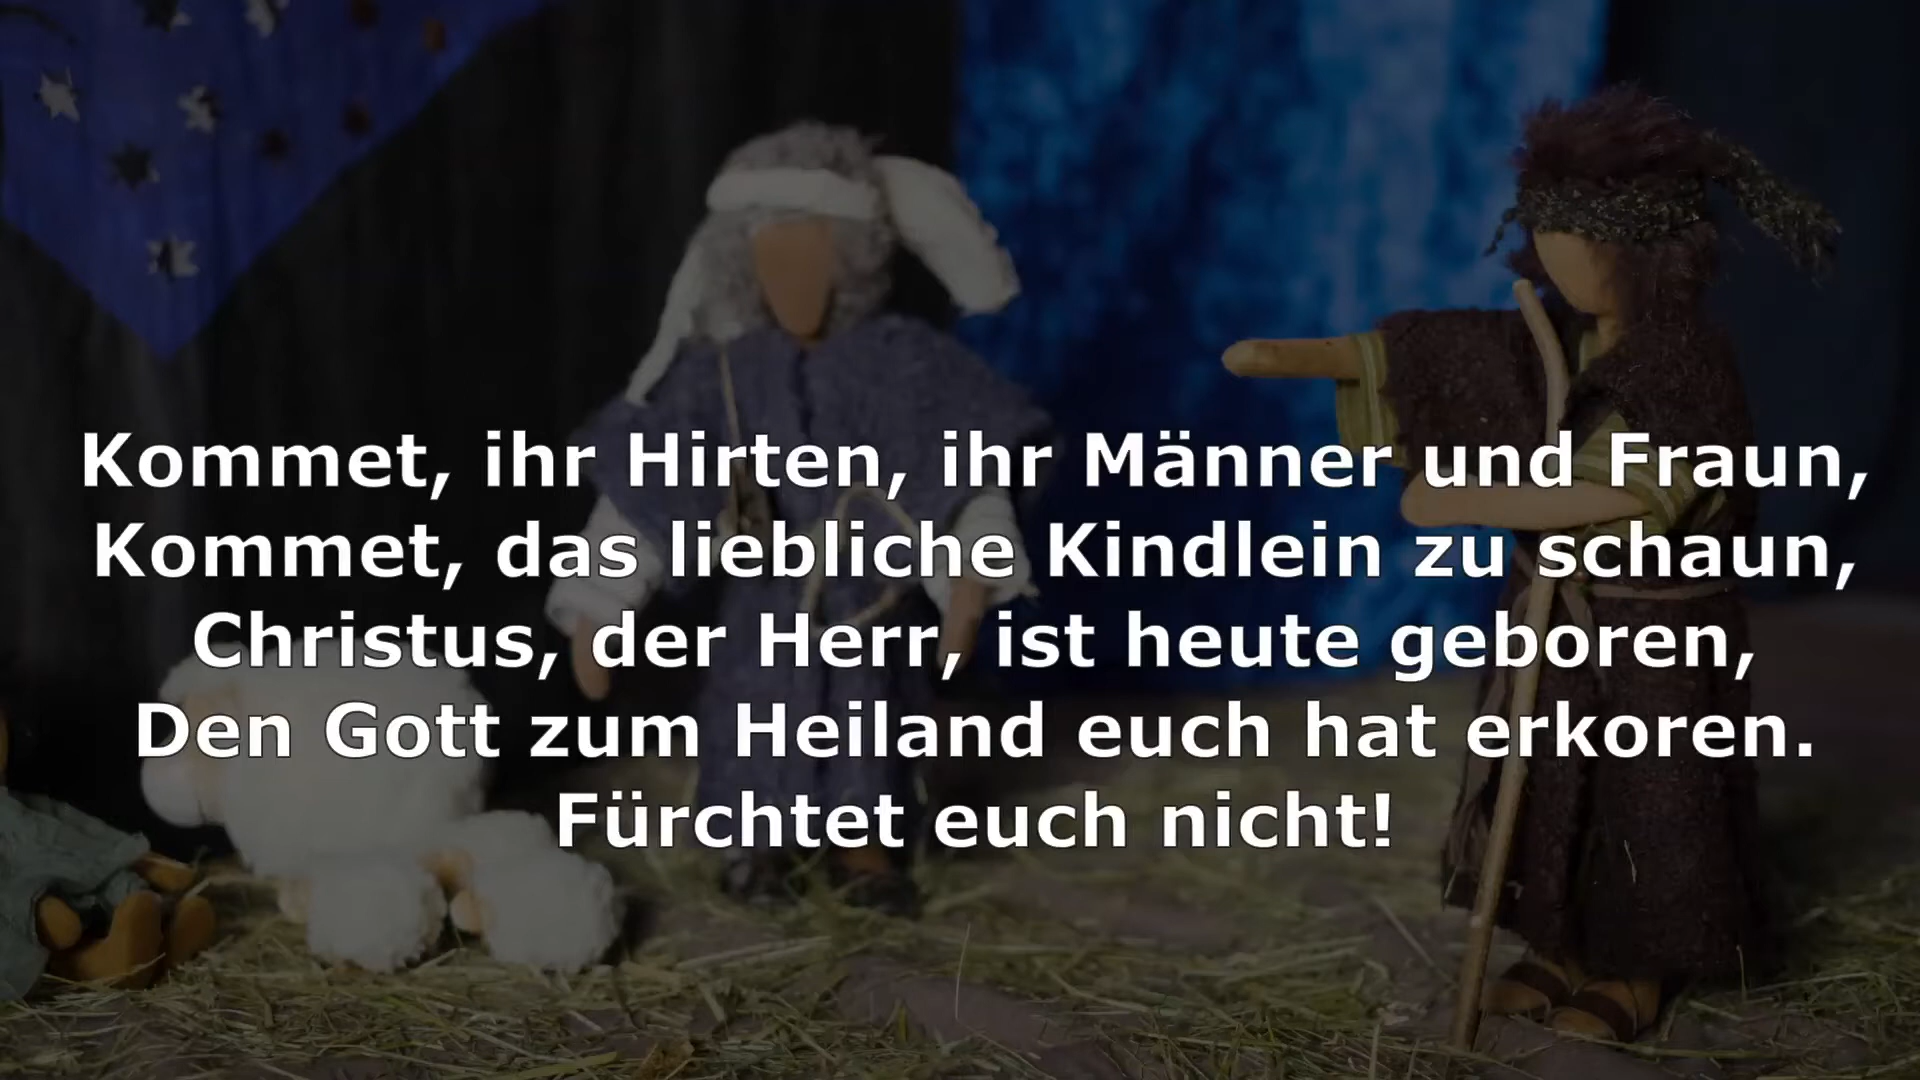 Kommet, ihr Hirten, ihr Männer und Fraun,
Kommet, das liebliche Kindlein zu schaun,
Christus, der Herr, ist heute geboren,
Den Gott zum Heiland euch hat erkoren.
Fürchtet euch nicht!